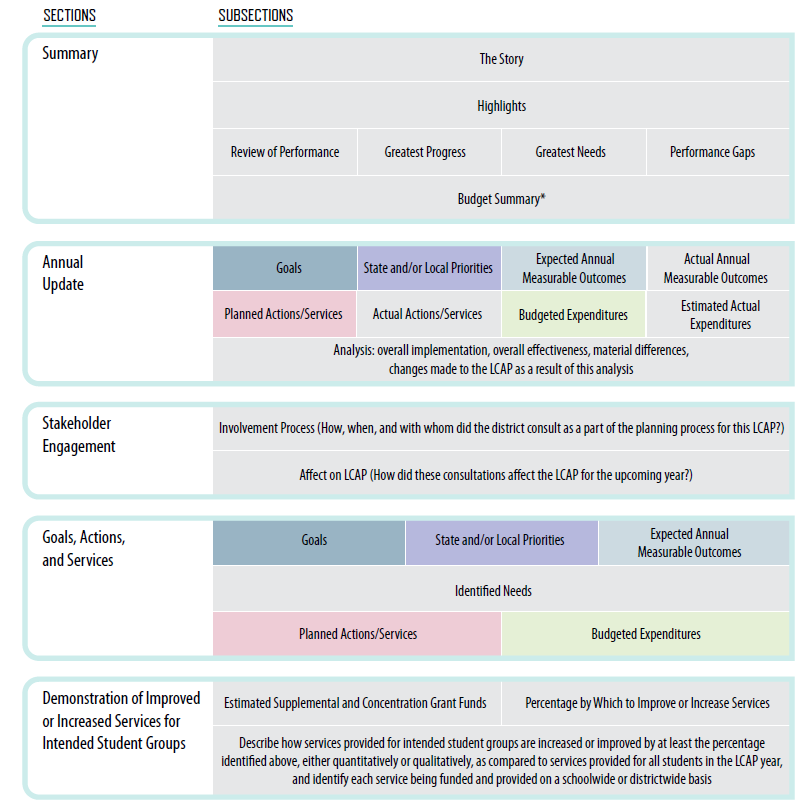 SECTIONS
SUBSECTIONS
Summary
The Story
Highlights
Review of Performance
Greatest Progress
Greatest Needs
Performance Gaps
Budget Summary*
Annual
Update
Goals
State and/or Local Priorities
Expected Annual
Measurable Outcomes
Actual Annual
Measurable Outcomes
Planned Actions/Services
Actual Actions/Services
Budgeted Expenditures
Estimated Actual
Expenditures
Analysis: overall implementation, overall effectiveness, material differences,
changes made to the LCAP as a result of this analysis
Stakeholder
Engagement
Involvement Process (How, when, and with whom did the district consult as a part of the planning process for this LCAP?)
Affect on LCAP (How did these consultations affect the LCAP for the upcoming year?)
Goals, Actions,
and Services
Goals
State and/or Local Priorities
Expected Annual
Measurable Outcomes
Identified Needs
Planned Actions/Services
Budgeted Expenditures
Demonstration of Improved
or Increased Services for
Intended Student Groups
Estimated Supplemental and Concentration Grant Funds
Percentage by Which to Improve or Increase Services
Describe how services provided for intended student groups are increased or improved by at least the percentage
identified above, either quantitatively or qualitatively, as compared to services provided for all students in the LCAP year,
and identify each service being funded and provided on a schoolwide or districtwide basis